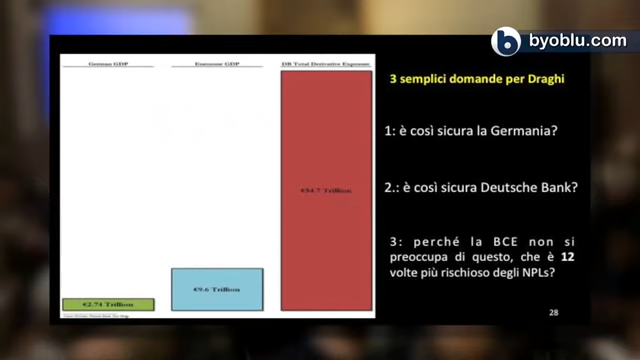 byoblu.com
German GDP
Eurozone GDP
DB Total Derivative Exposure
3 semplici domande per Draghi
1: è così sicura la Germania?
€54.7 Trillion
2.: è così sicura Deutsche Bank?
3: perché la BCE non si
preoccupa di questo, che è 12
volte più rischioso degli NPLs?
€9.6 Trillion
€2.74 Trillion
28